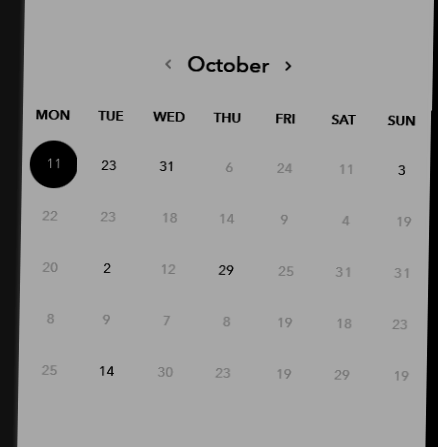 ‹ October ›
MON TUE WED THU FRI SAT SUN
11 23 31 6 24 11 3
22 23 18 14 9 4 19
20 2 12 29 25 31 31
8 9 7 8 19 18 23
25 14 30 23 19 29 19